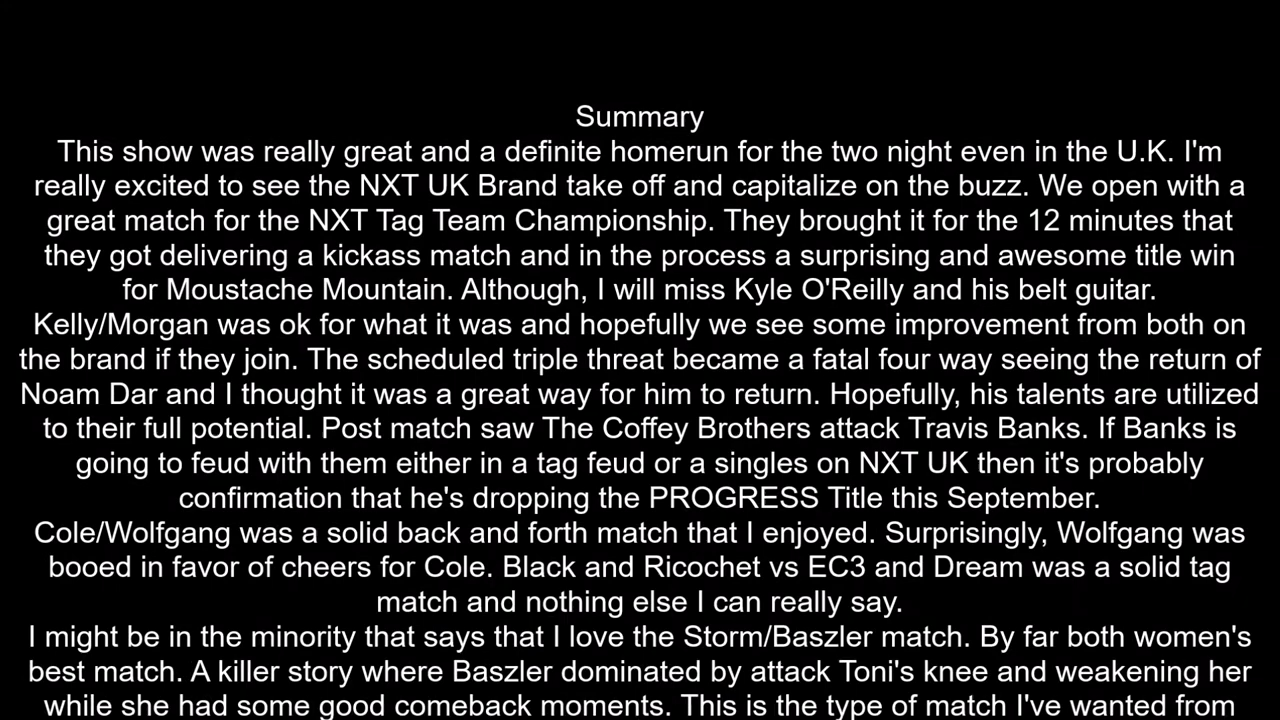 Summary
This show was really great and a definite homerun for the two night even in the U.K. I'm
really excited to see the NXT UK Brand take off and capitalize on the buzz. We open with a
great match for the NXT Tag Team Championship. They brought it for the 12 minutes that
they got delivering a kickass match and in the process a surprising and awesome title win
for Moustache Mountain. Although, I will miss Kyle O'Reilly and his belt guitar.
Kelly/Morgan was ok for what it was and hopefully we see some improvement from both on
the brand if they join. The scheduled triple threat became a fatal four way seeing the return of
Noam Dar and I thought it was a great way for him to return. Hopefully, his talents are utilized
to their full potential. Post match saw The Coffey Brothers attack Travis Banks. If Banks is
going to feud with them either in a tag feud or a singles on NXT UK then it's probably
confirmation that he's dropping the PROGRESS Title this September.
Cole/Wolfgang was a solid back and forth match that I enjoyed. Surprisingly, Wolfgang was
booed in favor of cheers for Cole. Black and Ricochet vs EC3 and Dream was a solid tag
match and nothing else I can really say.
I might be in the minority that says that I love the Storm/Baszler match. By far both women's
best match. A killer story where Baszler dominated by attack Toni's knee and weakening her
while she had some good comeback moments. This is the type of match I've wanted from